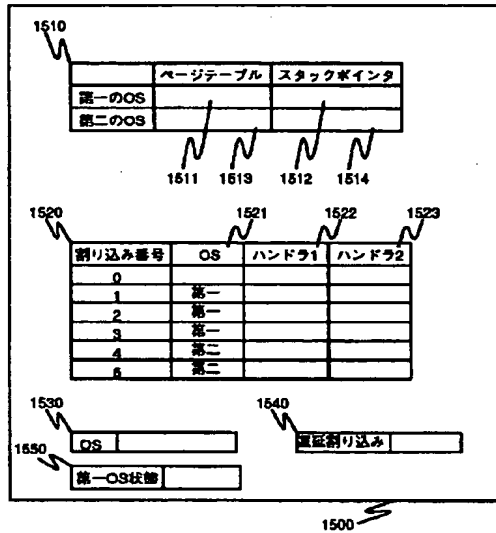 1510
ページテーブル スタックポインタ
第一のOS
第二のOS
1511 1513 1512 1514
1520 1521 1522 1523
割り込み番号 OS ハンドラ1 ハンドラ2
0
1 第一
2 第一
3 第一
4 第二
5 第二
1530 1540
OS 遅延割り込み
1550
第一OS状態
1500